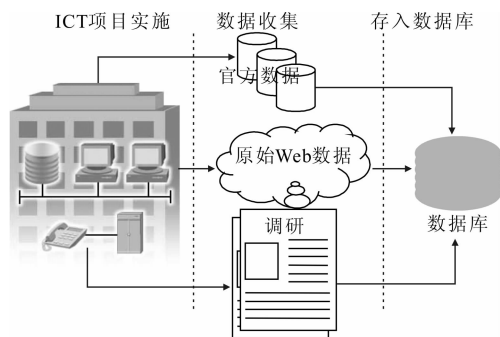 ICT项目实施
数据收集
存入数据库
官方数据
原始Web数据
数据库
调研